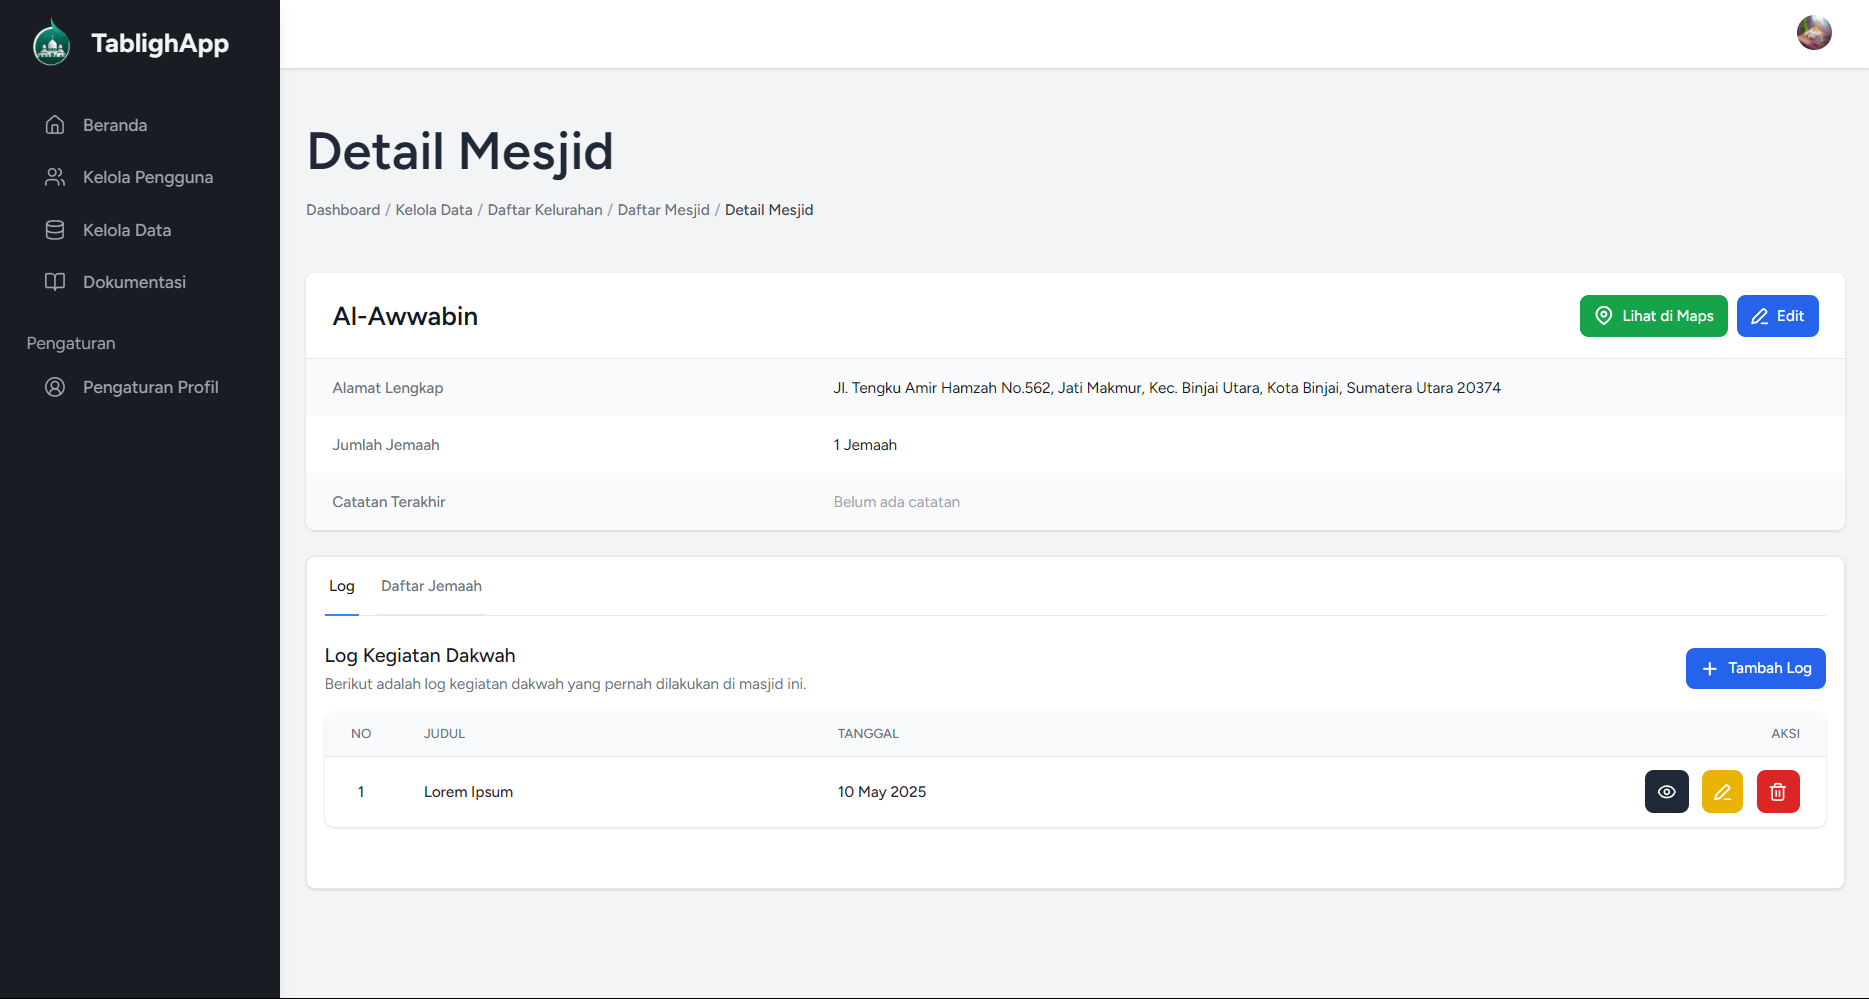 TablighApp
Beranda
Kelola Pengguna
Kelola Data
Dokumentasi
Pengaturan
Pengaturan Profil
Detail Mesjid
Dashboard / Kelola Data / Daftar Kelurahan / Daftar Mesjid / Detail Mesjid
Al-Awwabin
Lihat di Maps
Edit
Alamat Lengkap
Jl. Tengku Amir Hamzah No.562, Jati Makmur, Kec. Binjai Utara, Kota Binjai, Sumatera Utara 20374
Jumlah Jemaah
1 Jemaah
Catatan Terakhir
Belum ada catatan
Log
Daftar Jemaah
Log Kegiatan Dakwah
Berikut adalah log kegiatan dakwah yang pernah dilakukan di masjid ini.
Tambah Log
NO JUDUL TANGGAL AKSI
1 Lorem Ipsum 10 May 2025